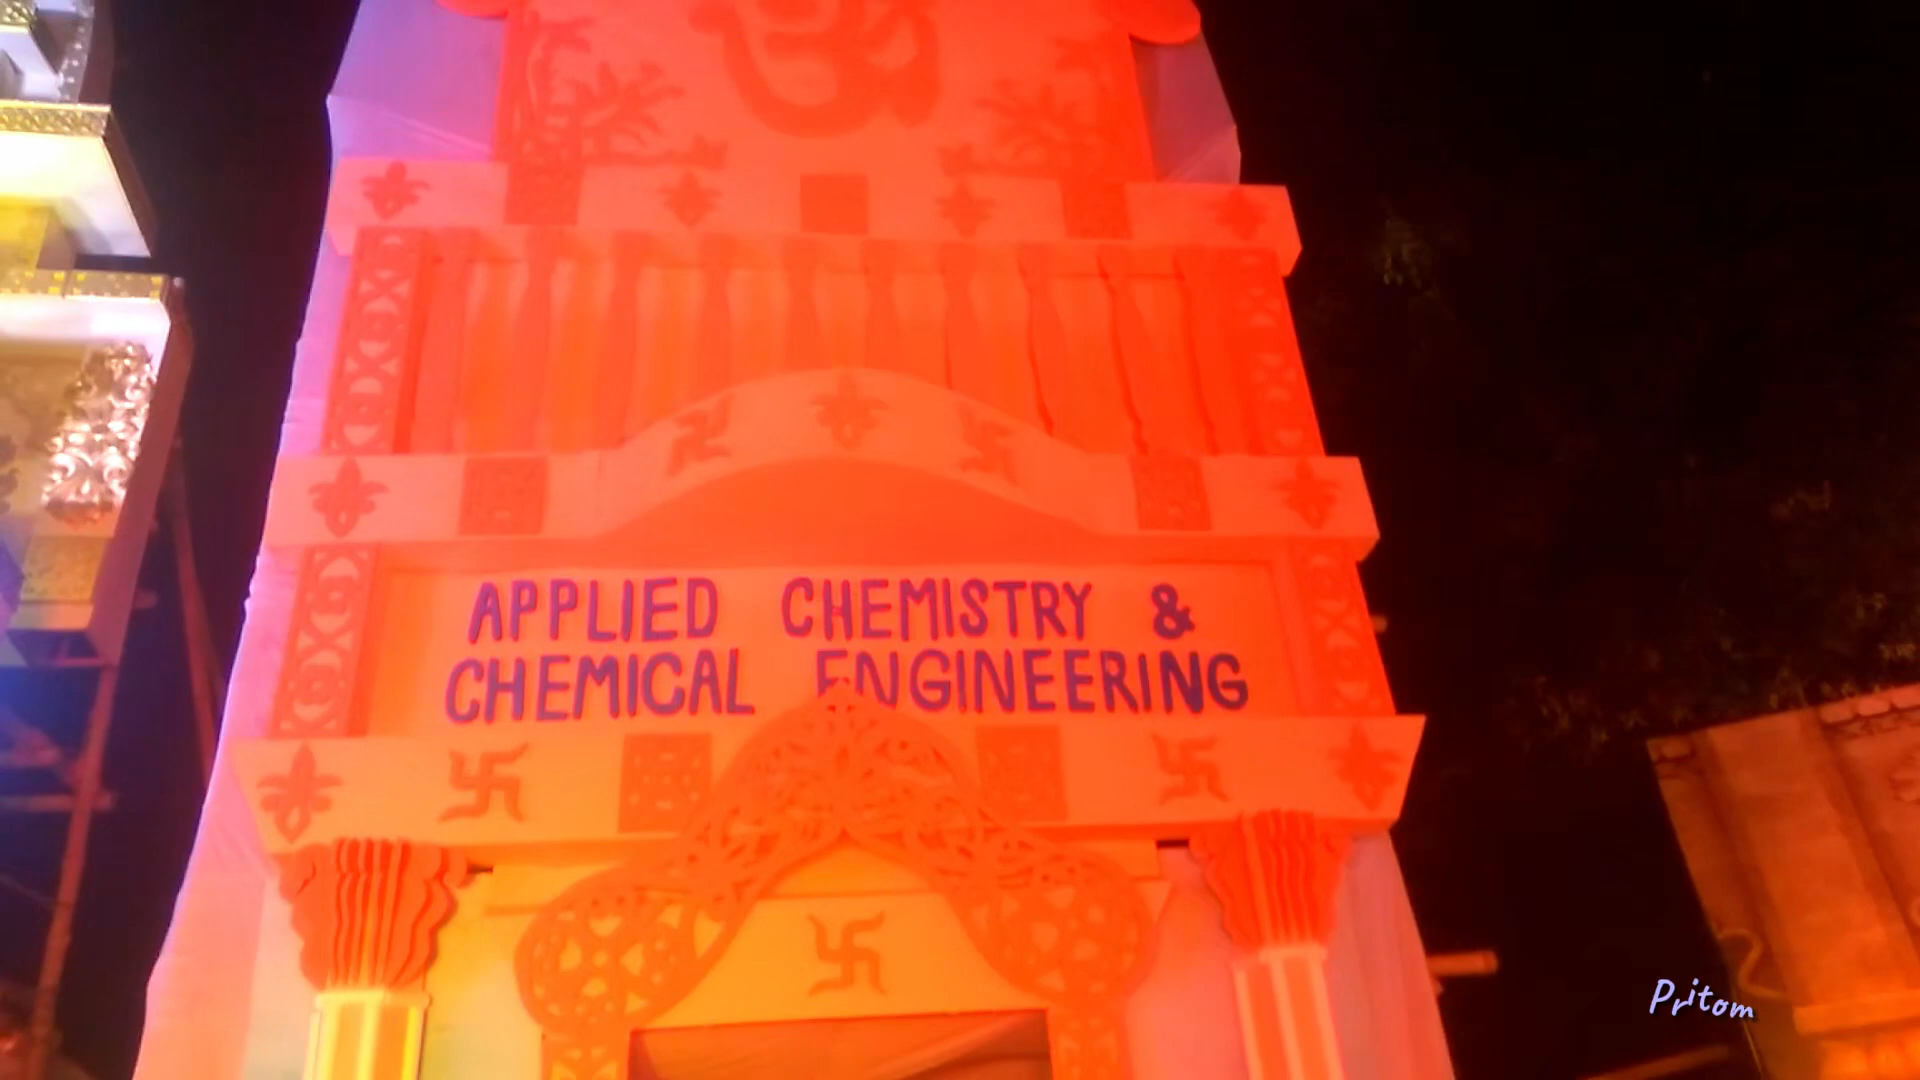 ওঁ
APPLIED CHEMISTRY &
CHEMICAL ENGINEERING
Pritom